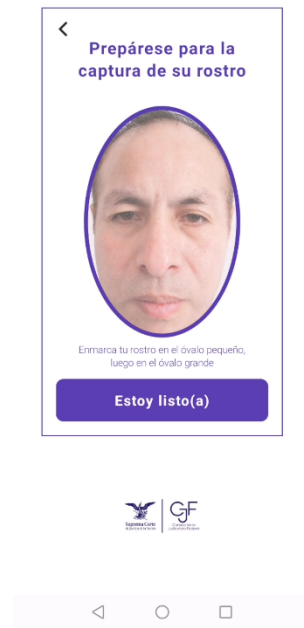 Prepárese para la
captura de su rostro
Enmarca tu rostro en el óvalo pequeño,
luego en el óvalo grande
Estoy listo(a)
Suprema Corte
CJF